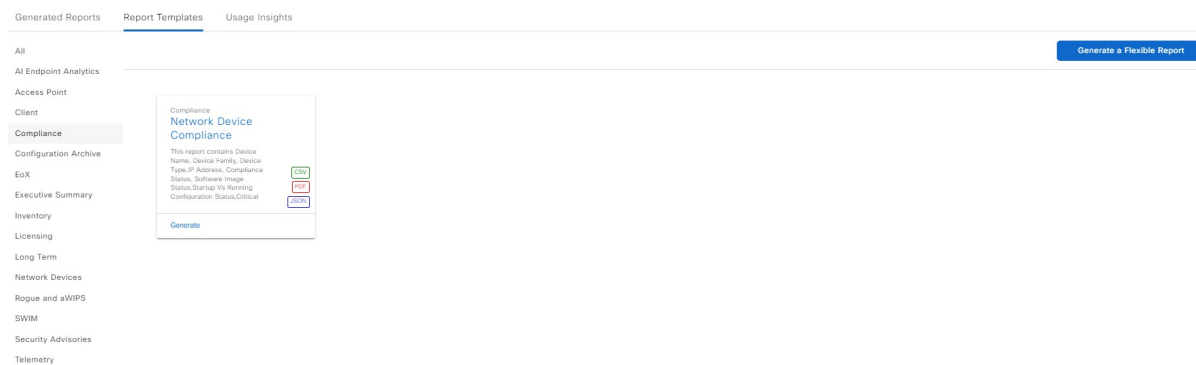 Generated Reports Report Templates Usage Insights
All
Generate a Flexible Report
AI Endpoint Analytics
Access Point
Client
Compliance
Configuration Archive
EoX
Executive Summary
Inventory
Licensing
Long Term
Network Devices
Rogue and aWIPS
SWIM
Security Advisories
Telemetry
Compliance
Network Device
Compliance
This report contains Device
Name, Device Family, Device
Type,IP Address, Compliance
Status, Software Image
Status,Startup Vs Running
Configuration Status,Critical
CSV
PDF
JSON
Generate